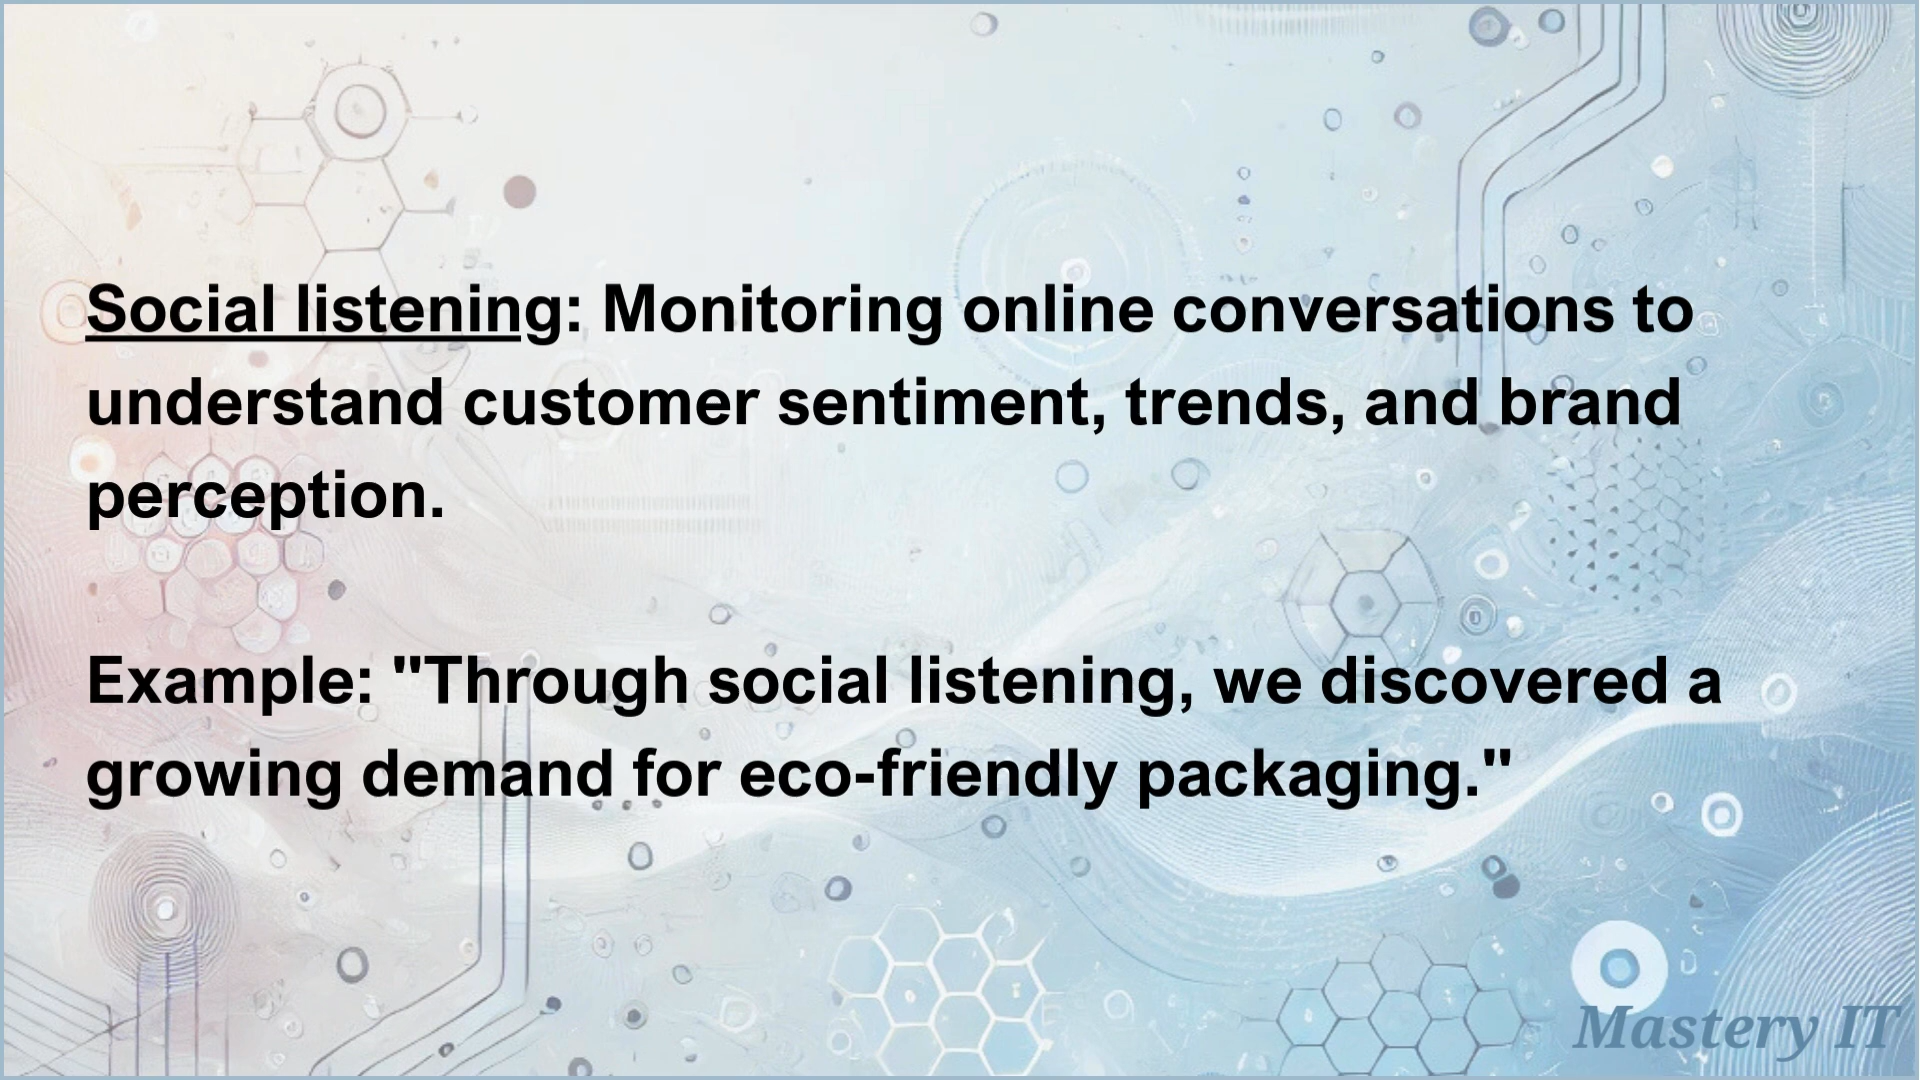 Social listening: Monitoring online conversations to
understand customer sentiment, trends, and brand
perception.
Example: "Through social listening, we discovered a
growing demand for eco-friendly packaging."
Mastery IT